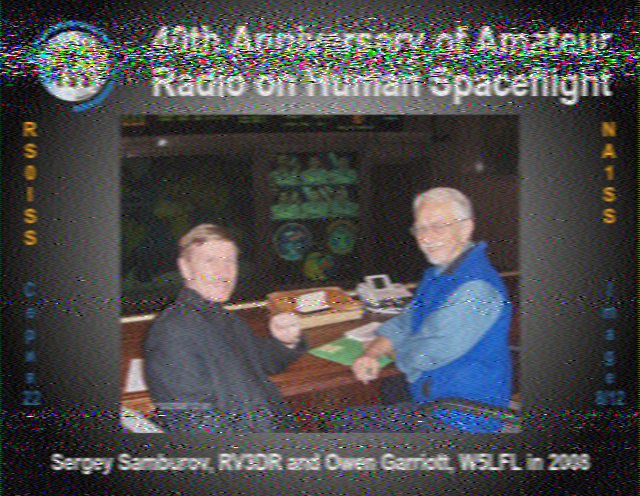 40th Anniversary of Amateur
Radio on Human Spaceflight
RS0ISS
NA1SS
Серия 22
Image 8/12
Sergey Samburov, RV3DR and Owen Garriott, W5LFL in 2008